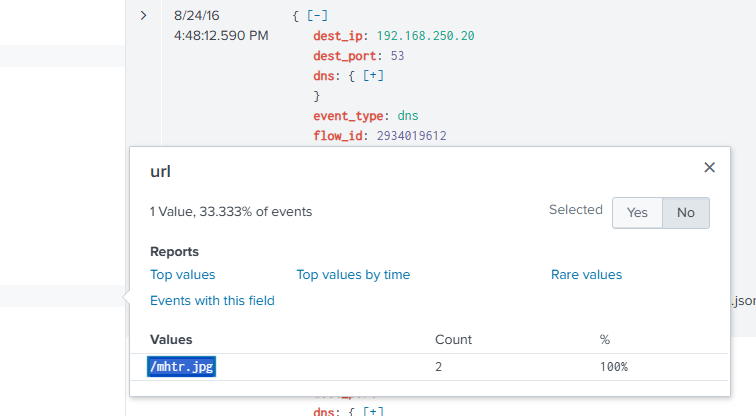 8/24/16
4:48:12.590 PM
{ [-]
dest_ip: 192.168.250.20
dest_port: 53
dns: { [+]
}
event_type: dns
flow_id: 2934019612
url
1 Value, 33.333% of events
Selected Yes No
Reports
Top values Top values by time Rare values
Events with this field
.json
Values Count %
/mhtr.jpg 2 100%
dns: { [+]